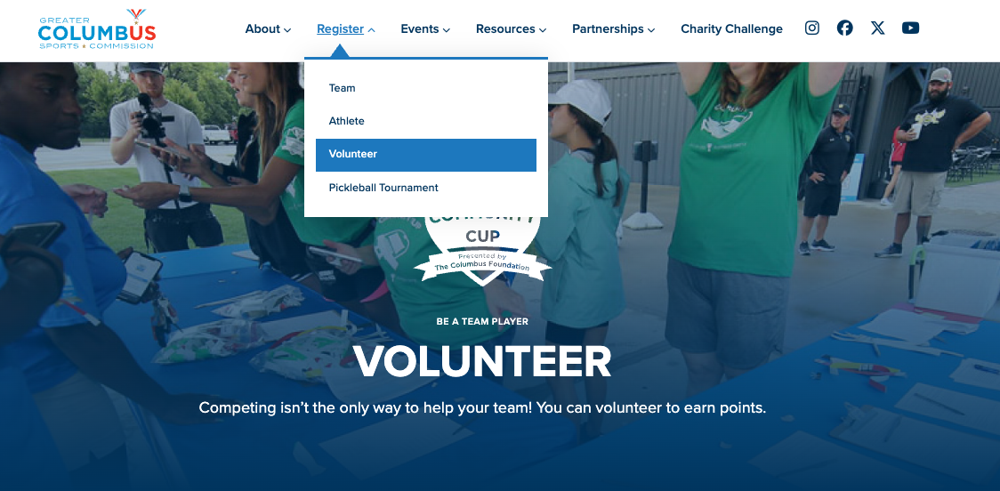 GREATER
COLUMBUS
SPORTS ★ COMMISSION
About
Register
Events
Resources
Partnerships
Charity Challenge
Team
Athlete
Volunteer
Pickleball Tournament
COMMUNITY
CUP
Presented by
The Columbus Foundation
BE A TEAM PLAYER
VOLUNTEER
Competing isn’t the only way to help your team! You can volunteer to earn points.